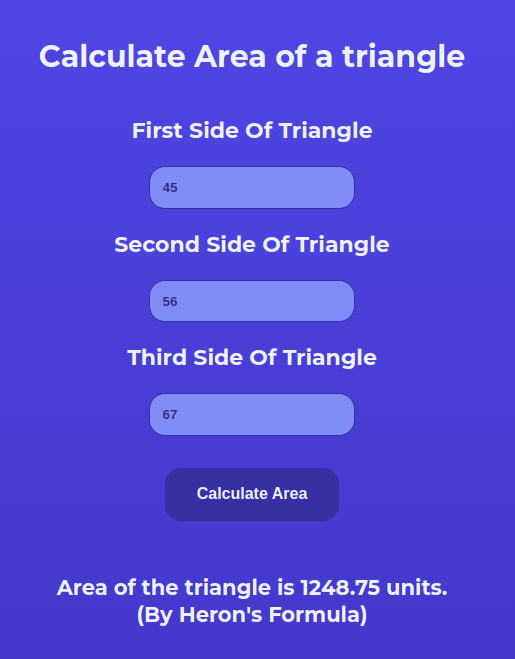 Calculate Area of a triangle
First Side Of Triangle
45
Second Side Of Triangle
56
Third Side Of Triangle
67
Calculate Area
Area of the triangle is 1248.75 units.
(By Heron's Formula)